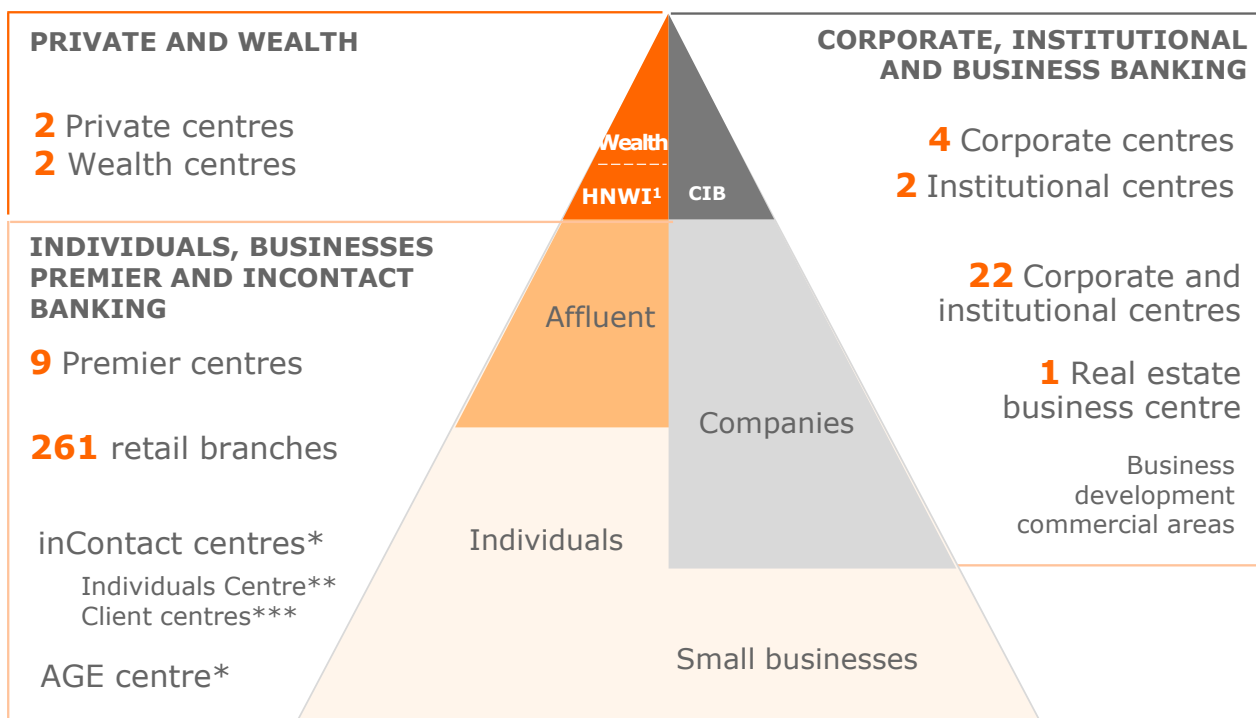 PRIVATE AND WEALTH
2 Private centres
2 Wealth centres
INDIVIDUALS, BUSINESSES
PREMIER AND INCONTACT
BANKING
9 Premier centres
261 retail branches
inContact centres*
Individuals Centre**
Client centres***
AGE centre*
Wealth
HNWI¹
CIB
Affluent
Companies
Individuals
Small businesses
CORPORATE, INSTITUTIONAL
AND BUSINESS BANKING
4 Corporate centres
2 Institutional centres
22 Corporate and
institutional centres
1 Real estate
business centre
Business
development
commercial areas